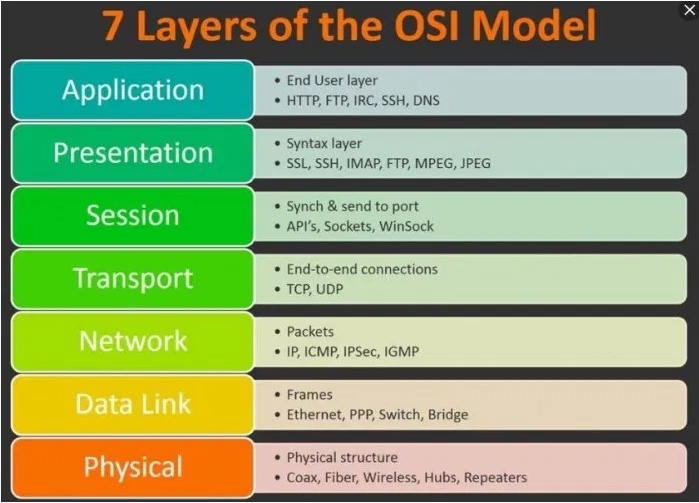 7 Layers of the OSI Model
Application
• End User layer
• HTTP, FTP, IRC, SSH, DNS
Presentation
• Syntax layer
• SSL, SSH, IMAP, FTP, MPEG, JPEG
Session
• Synch & send to port
• API's, Sockets, WinSock
Transport
• End-to-end connections
• TCP, UDP
Network
• Packets
• IP, ICMP, IPSec, IGMP
Data Link
• Frames
• Ethernet, PPP, Switch, Bridge
Physical
• Physical structure
• Coax, Fiber, Wireless, Hubs, Repeaters